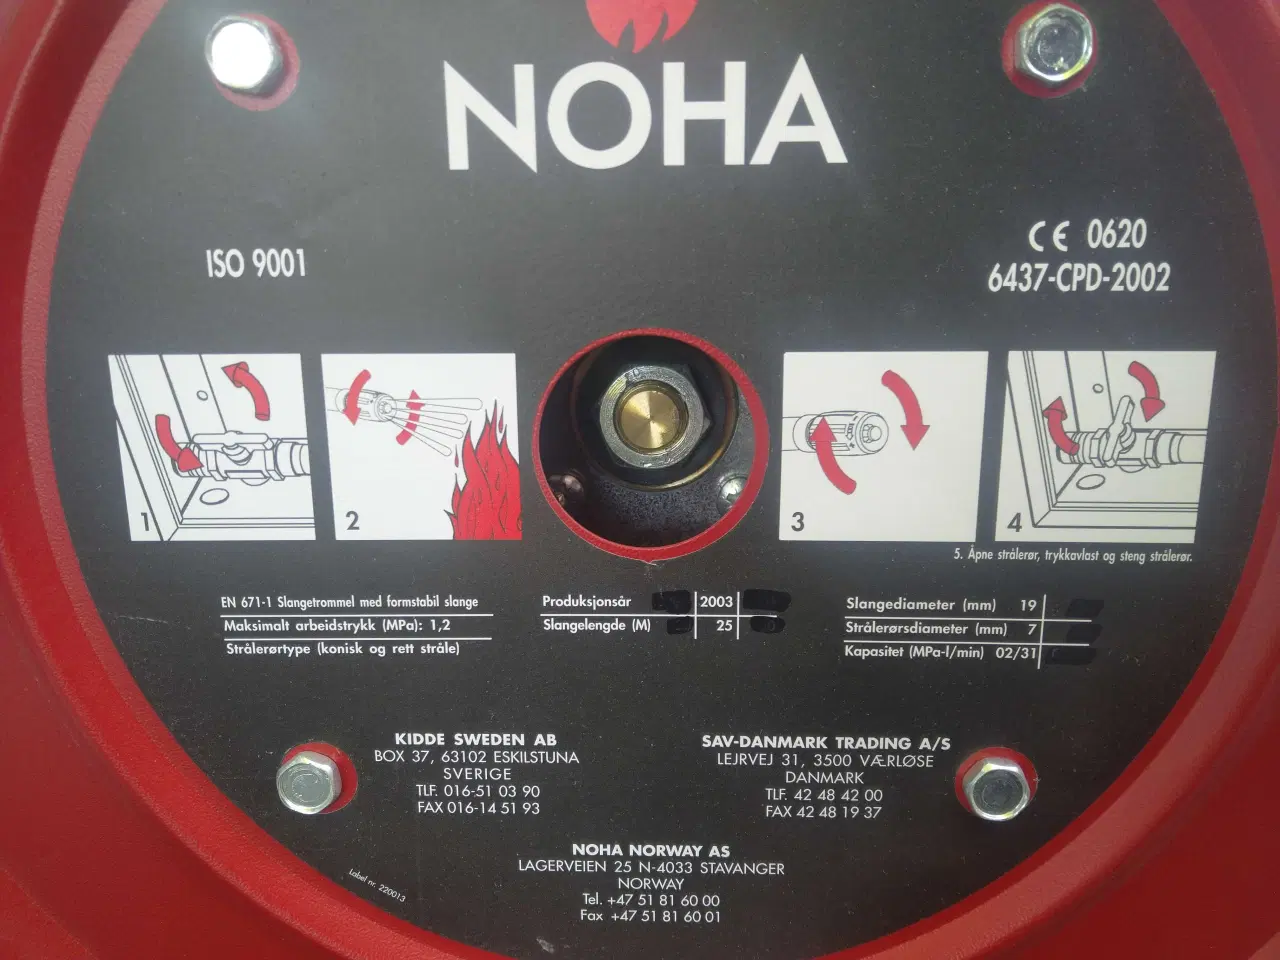 NOHA
ISO 9001
CE 0620
6437-CPD-2002
1
2
3
4
5. Åpne strålerør, trykkavlast og steng strålerør.
EN 671-1 Slangetrommel med formstabil slange
Maksimalt arbeidstrykk (MPa): 1,2
Strålerørtype (konisk og rett stråle)
Produksjonsår 2003
Slangelengde (M) 25
Slangediameter (mm) 19
Strålerørsdiameter (mm) 7
Kapasitet (MPa-l/min) 02/31
KIDDE SWEDEN AB
BOX 37, 63102 ESKILSTUNA
SVERIGE
TLF. 016-51 03 90
FAX 016-14 51 93
SAV-DANMARK TRADING A/S
LEJRVEJ 31, 3500 VÆRLØSE
DANMARK
TLF. 42 48 42 00
FAX 42 48 19 37
NOHA NORWAY AS
LAGERVEIEN 25 N-4033 STAVANGER
NORWAY
Tel. +47 51 81 60 00
Fax +47 51 81 60 01
Label nr. 220013